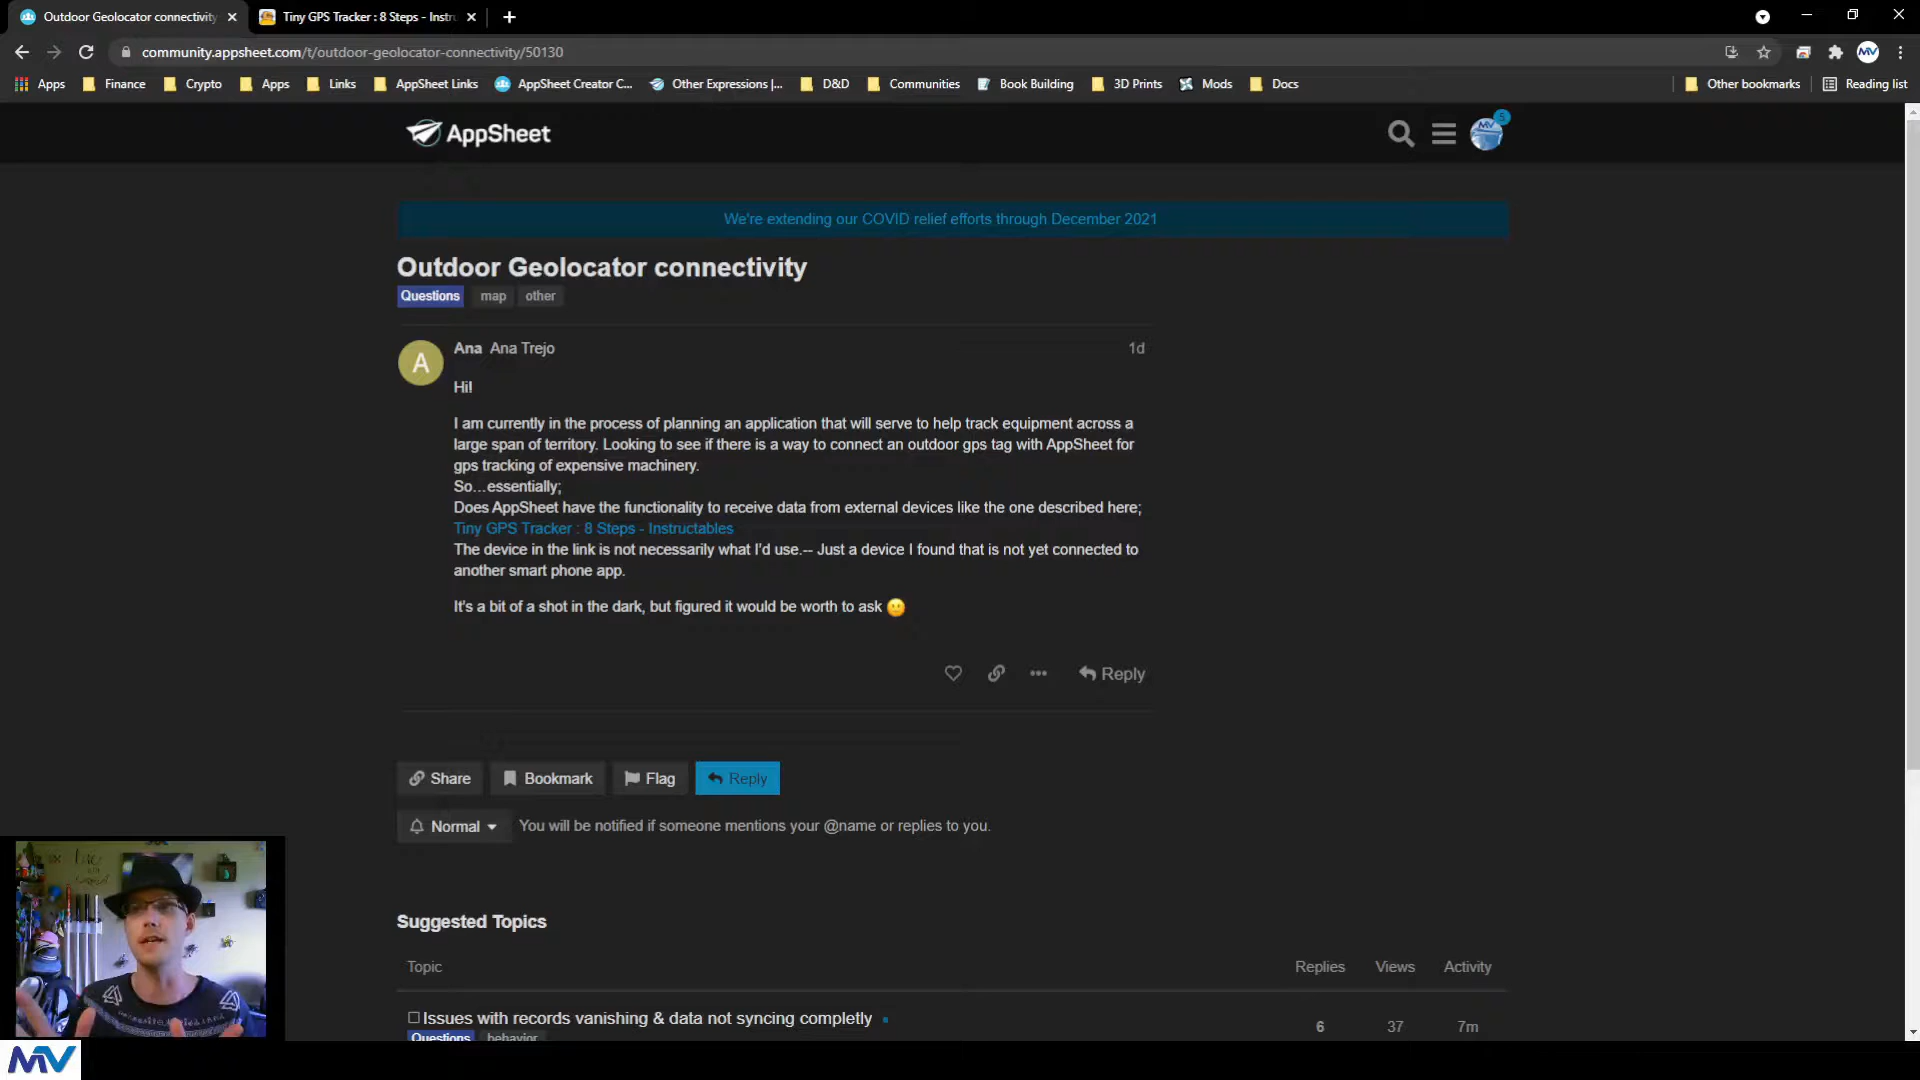 Outdoor Geolocator connectivity
Tiny GPS Tracker : 8 Steps - Instru
community.appsheet.com/t/outdoor-geolocator-connectivity/50130
MV
Apps
Finance
Crypto
Apps
Links
AppSheet Links
AppSheet Creator C...
Other Expressions |...
D&D
Communities
Book Building
3D Prints
Mods
Docs
Other bookmarks
Reading list
AppSheet
MV
5
We're extending our COVID relief efforts through December 2021
Outdoor Geolocator connectivity
Questions map other
A
Ana Ana Trejo 1d
Hi!
I am currently in the process of planning an application that will serve to help track equipment across a
large span of territory. Looking to see if there is a way to connect an outdoor gps tag with AppSheet for
gps tracking of expensive machinery.
So…essentially;
Does AppSheet have the functionality to receive data from external devices like the one described here;
Tiny GPS Tracker : 8 Steps - Instructables
The device in the link is not necessarily what I'd use.-- Just a device I found that is not yet connected to
another smart phone app.
It's a bit of a shot in the dark, but figured it would be worth to ask
Reply
Share Bookmark Flag Reply
Normal You will be notified if someone mentions your @name or replies to you.
Suggested Topics
Topic Replies Views Activity
Issues with records vanishing & data not syncing completly
6 37 7m
Questions behavior
MV